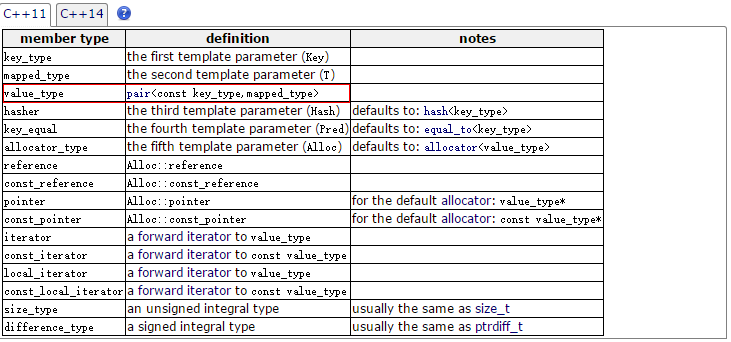 C++11 C++14 ?
member type definition notes
key_type the first template parameter (Key)
mapped_type the second template parameter (T)
value_type pair<const key_type,mapped_type>
hasher the third template parameter (Hash) defaults to: hash<key_type>
key_equal the fourth template parameter (Pred) defaults to: equal_to<key_type>
allocator_type the fifth template parameter (Alloc) defaults to: allocator<value_type>
reference Alloc::reference
const_reference Alloc::const_reference
pointer Alloc::pointer for the default allocator: value_type*
const_pointer Alloc::const_pointer for the default allocator: const value_type*
iterator a forward iterator to value_type
const_iterator a forward iterator to const value_type
local_iterator a forward iterator to value_type
const_local_iterator a forward iterator to const value_type
size_type an unsigned integral type usually the same as size_t
difference_type a signed integral type usually the same as ptrdiff_t